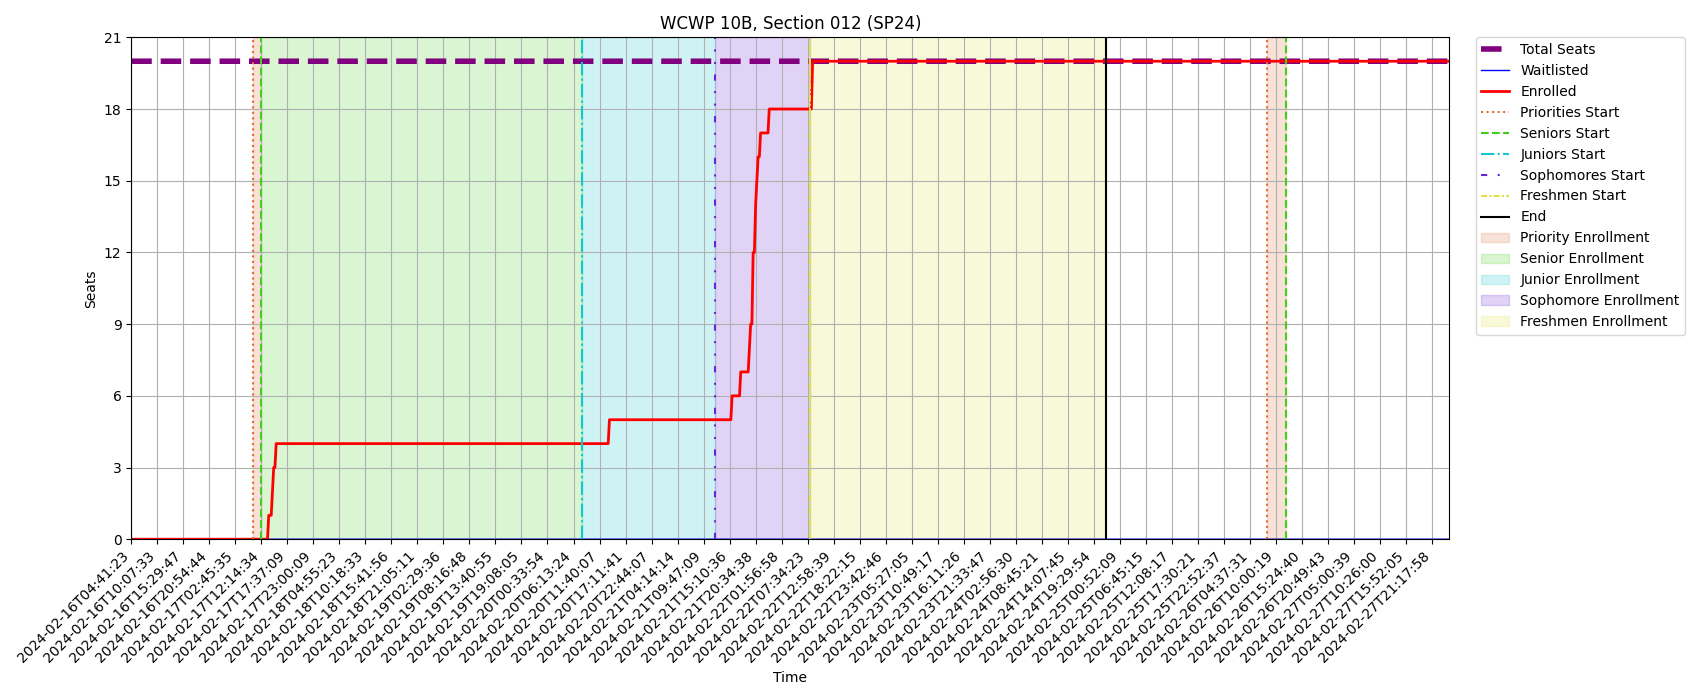 WCWP 10B, Section 012 (SP24)
21
18
15
12
9
6
3
0
Seats
2024-02-16T04:41:23
2024-02-16T10:07:33
2024-02-16T15:29:47
2024-02-16T20:54:44
2024-02-17T02:45:35
2024-02-17T12:14:34
2024-02-17T17:37:09
2024-02-17T23:00:09
2024-02-18T04:55:23
2024-02-18T10:18:33
2024-02-18T15:41:56
2024-02-18T21:05:11
2024-02-19T02:29:36
2024-02-19T08:16:48
2024-02-19T13:40:55
2024-02-19T19:08:05
2024-02-20T00:33:54
2024-02-20T06:13:24
2024-02-20T11:40:07
2024-02-20T17:11:41
2024-02-20T22:44:07
2024-02-21T04:14:14
2024-02-21T09:47:09
2024-02-21T15:10:36
2024-02-21T20:34:38
2024-02-22T01:56:58
2024-02-22T07:34:23
2024-02-22T12:58:39
2024-02-22T18:22:15
2024-02-22T23:42:46
2024-02-23T05:27:05
2024-02-23T10:49:17
2024-02-23T16:11:26
2024-02-23T21:33:47
2024-02-24T02:56:30
2024-02-24T08:45:21
2024-02-24T14:07:45
2024-02-24T19:29:54
2024-02-25T00:52:09
2024-02-25T06:45:15
2024-02-25T12:08:17
2024-02-25T17:30:21
2024-02-25T22:52:37
2024-02-26T04:37:31
2024-02-26T10:00:19
2024-02-26T15:24:40
2024-02-26T20:49:43
2024-02-27T05:00:39
2024-02-27T10:26:00
2024-02-27T15:52:05
2024-02-27T21:17:58
Time
Total Seats
Waitlisted
Enrolled
Priorities Start
Seniors Start
Juniors Start
Sophomores Start
Freshmen Start
End
Priority Enrollment
Senior Enrollment
Junior Enrollment
Sophomore Enrollment
Freshmen Enrollment